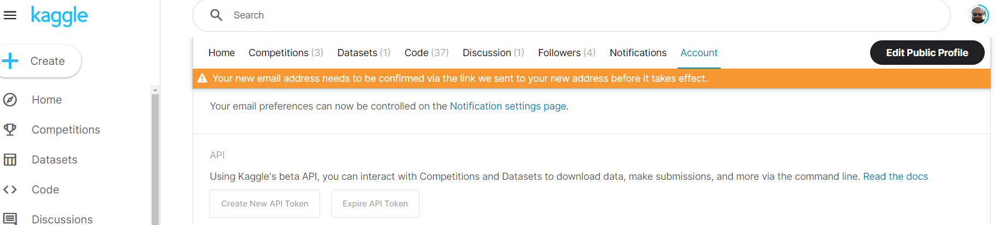 kaggle
Search
Create
Home
Competitions
Datasets
Code
Discussions
Home Competitions (3) Datasets (1) Code (37) Discussion (1) Followers (4) Notifications Account Edit Public Profile
Your new email address needs to be confirmed via the link we sent to your new address before it takes effect.
Your email preferences can now be controlled on the Notification settings page.
API
Using Kaggle's beta API, you can interact with Competitions and Datasets to download data, make submissions, and more via the command line. Read the docs
Create New API Token Expire API Token